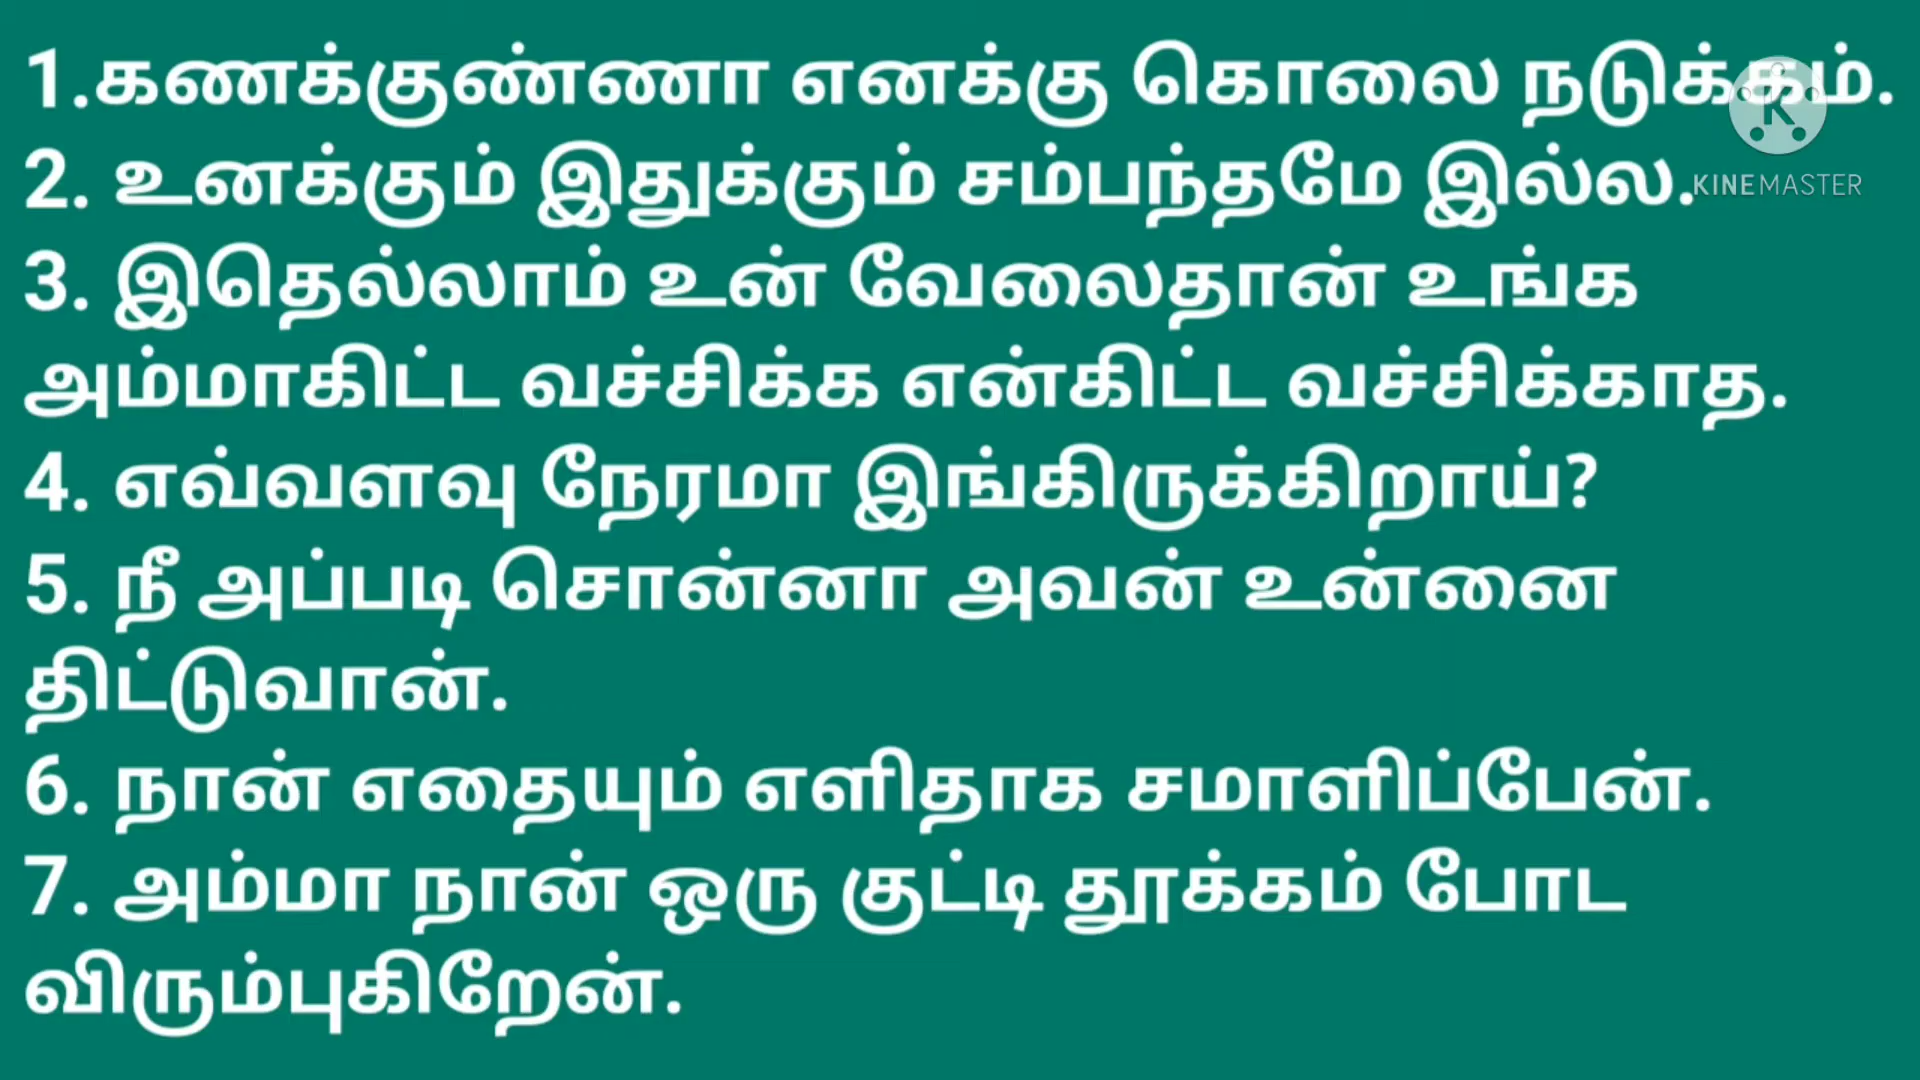 1.கணக்குண்ணா எனக்கு கொலை நடுக்கம்.
2. உனக்கும் இதுக்கும் சம்பந்தமே இல்ல.
KINEMASTER
3. இதெல்லாம் உன் வேலைதான் உங்க
அம்மாகிட்ட வச்சிக்க என்கிட்ட வச்சிக்காத.
4. எவ்வளவு நேரமா இங்கிருக்கிறாய்?
5. நீ அப்படி சொன்னா அவன் உன்னை
திட்டுவான்.
6. நான் எதையும் எளிதாக சமாளிப்பேன்.
7. அம்மா நான் ஒரு குட்டி தூக்கம் போட
விரும்புகிறேன்.